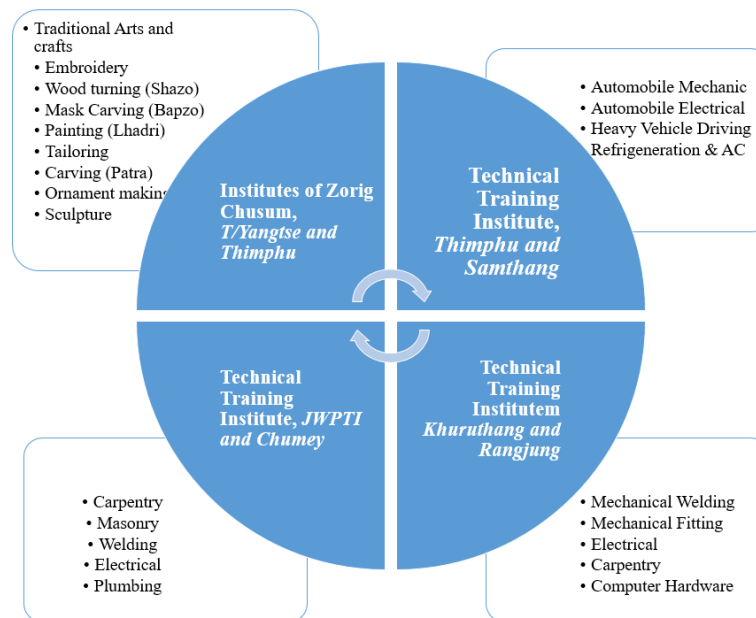 • Traditional Arts and
crafts
• Embroidery
• Wood turning (Shazo)
• Mask Carving (Bapzo)
• Painting (Lhadri)
• Tailoring
• Carving (Patra)
• Ornament making
• Sculpture
Institutes of Zorig
Chusum,
T/Yangtse and
Thimphu
• Automobile Mechanic
• Automobile Electrical
• Heavy Vehicle Driving
Refrigeneration & AC
Technical
Training
Institute,
Thimphu and
Samthang
Technical
Training
Institute, JWPTI
and Chumey
• Carpentry
• Masonry
• Welding
• Electrical
• Plumbing
Technical
Training
Institutem
Khuruthang and
Rangjung
• Mechanical Welding
• Mechanical Fitting
• Electrical
• Carpentry
• Computer Hardware